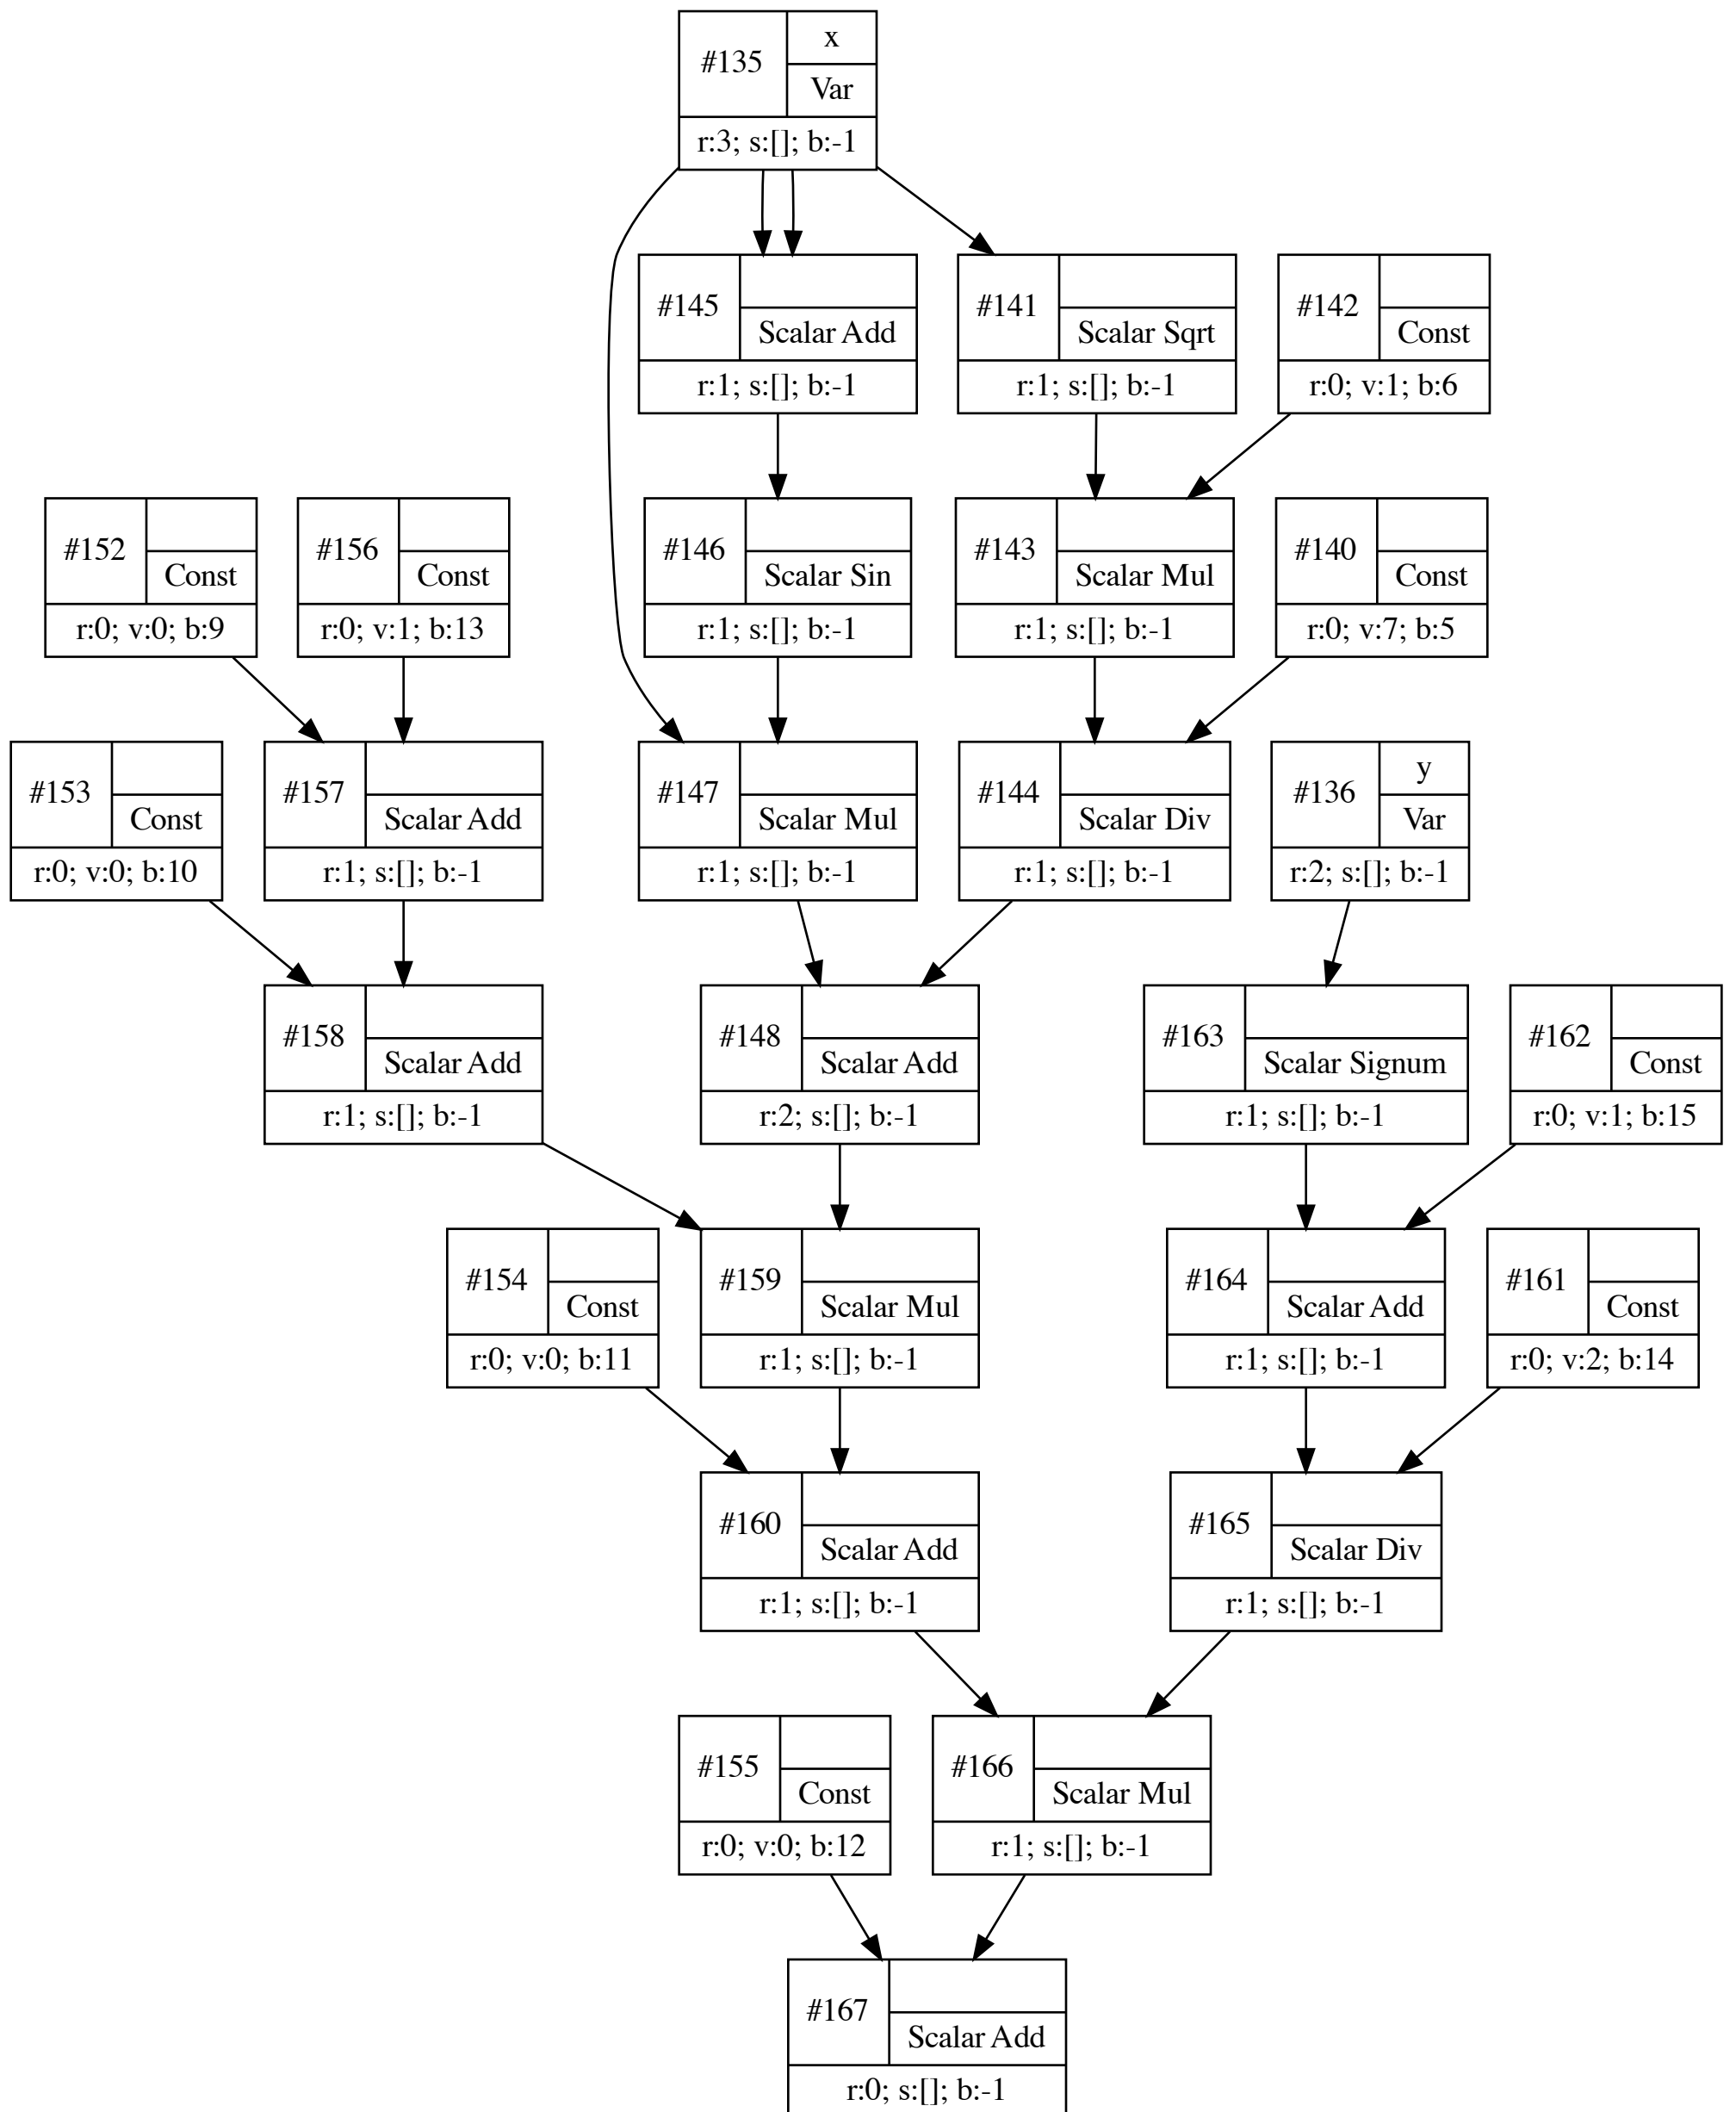 #135
x
Var
r:3; s:[]; b:-1
#145
Scalar Add
r:1; s:[]; b:-1
#141
Scalar Sqrt
r:1; s:[]; b:-1
#142
Const
r:0; v:1; b:6
#152
Const
r:0; v:0; b:9
#156
Const
r:0; v:1; b:13
#146
Scalar Sin
r:1; s:[]; b:-1
#143
Scalar Mul
r:1; s:[]; b:-1
#140
Const
r:0; v:7; b:5
#153
Const
r:0; v:0; b:10
#157
Scalar Add
r:1; s:[]; b:-1
#147
Scalar Mul
r:1; s:[]; b:-1
#144
Scalar Div
r:1; s:[]; b:-1
#136
y
Var
r:2; s:[]; b:-1
#158
Scalar Add
r:1; s:[]; b:-1
#148
Scalar Add
r:2; s:[]; b:-1
#163
Scalar Signum
r:1; s:[]; b:-1
#162
Const
r:0; v:1; b:15
#154
Const
r:0; v:0; b:11
#159
Scalar Mul
r:1; s:[]; b:-1
#164
Scalar Add
r:1; s:[]; b:-1
#161
Const
r:0; v:2; b:14
#160
Scalar Add
r:1; s:[]; b:-1
#165
Scalar Div
r:1; s:[]; b:-1
#155
Const
r:0; v:0; b:12
#166
Scalar Mul
r:1; s:[]; b:-1
#167
Scalar Add
r:0; s:[]; b:-1